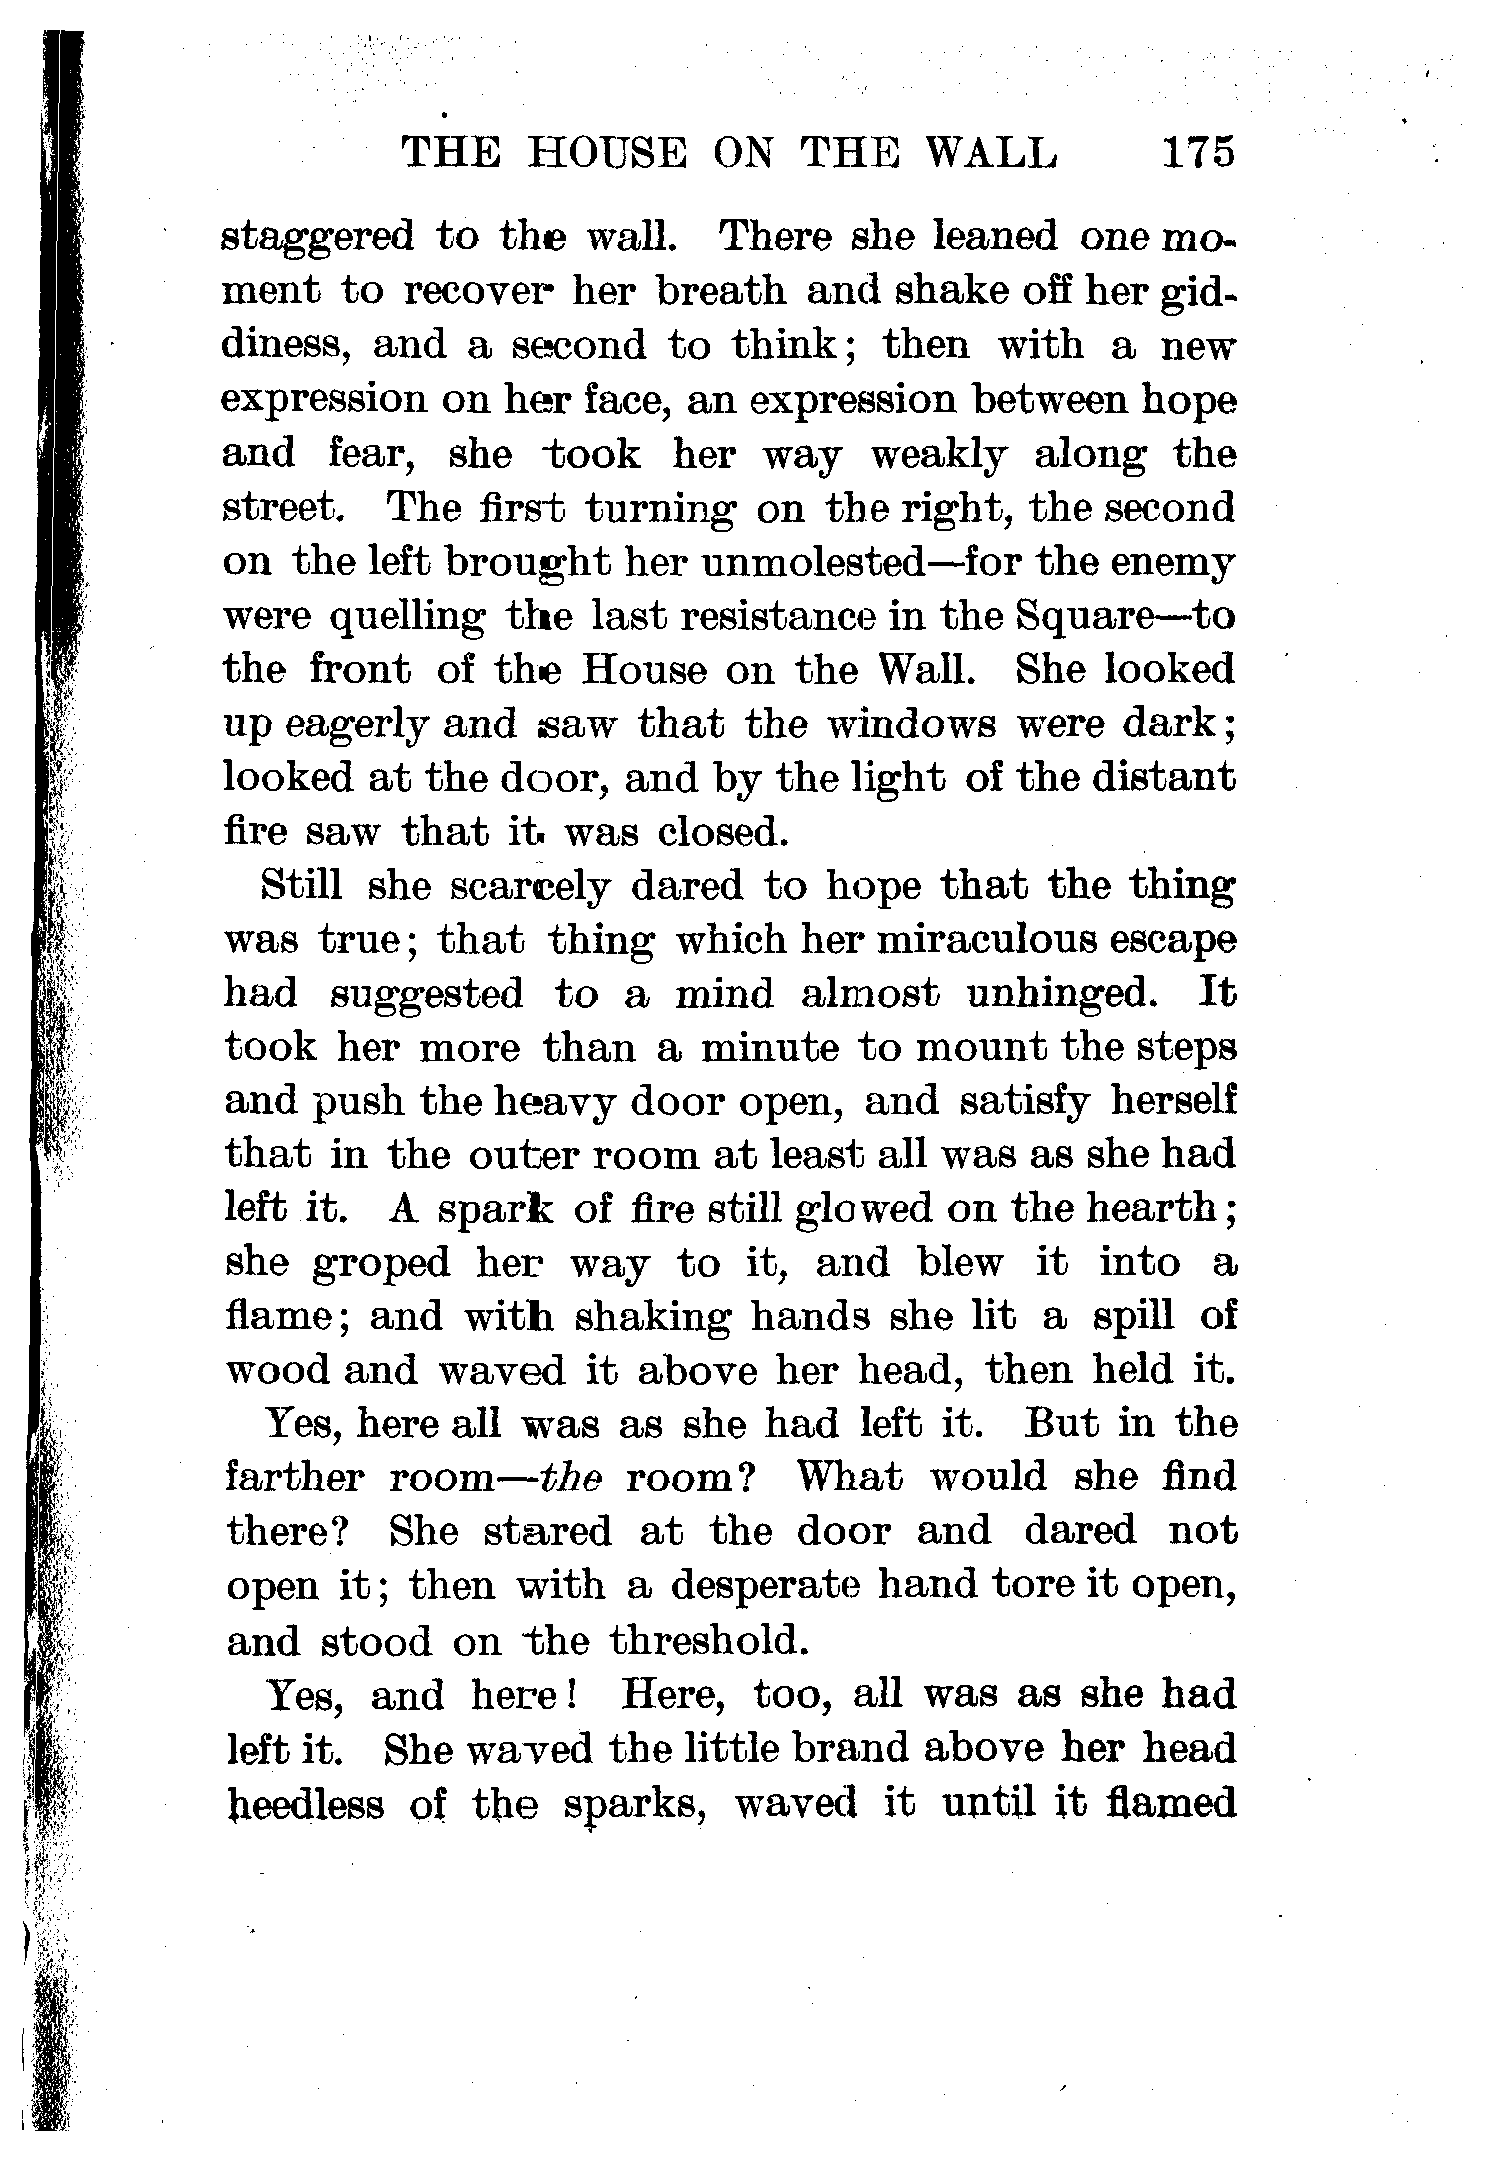 THE HOUSE ON THE WALL 175
staggered to the wall. There she leaned one mo-
ment to recover her breath and shake off her gid-
diness, and a second to think; then with a new
expression on her face, an expression between hope
and fear, she took her way weakly along the
street. The first turning on the right, the second
on the left brought her unmolested—for the enemy
were quelling the last resistance in the Square—to
the front of the House on the Wall. She looked
up eagerly and saw that the windows were dark;
looked at the door, and by the light of the distant
fire saw that it was closed.
Still she scarcely dared to hope that the thing
was true; that thing which her miraculous escape
had suggested to a mind almost unhinged. It
took her more than a minute to mount the steps
and push the heavy door open, and satisfy herself
that in the outer room at least all was as she had
left it. A spark of fire still glowed on the hearth;
she groped her way to it, and blew it into a
flame; and with shaking hands she lit a spill of
wood and waved it above her head, then held it.
Yes, here all was as she had left it. But in the
farther room—the room? What would she find
there? She stared at the door and dared not
open it; then with a desperate hand tore it open,
and stood on the threshold.
Yes, and here! Here, too, all was as she had
left it. She waved the little brand above her head
heedless of the sparks, waved it until it flamed